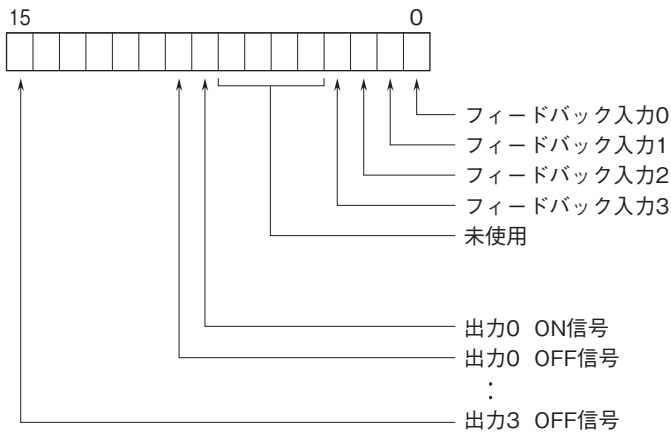 15 0
フィードバック入力0
フィードバック入力1
フィードバック入力2
フィードバック入力3
未使用
出力0 ON信号
出力0 OFF信号
:
出力3 OFF信号